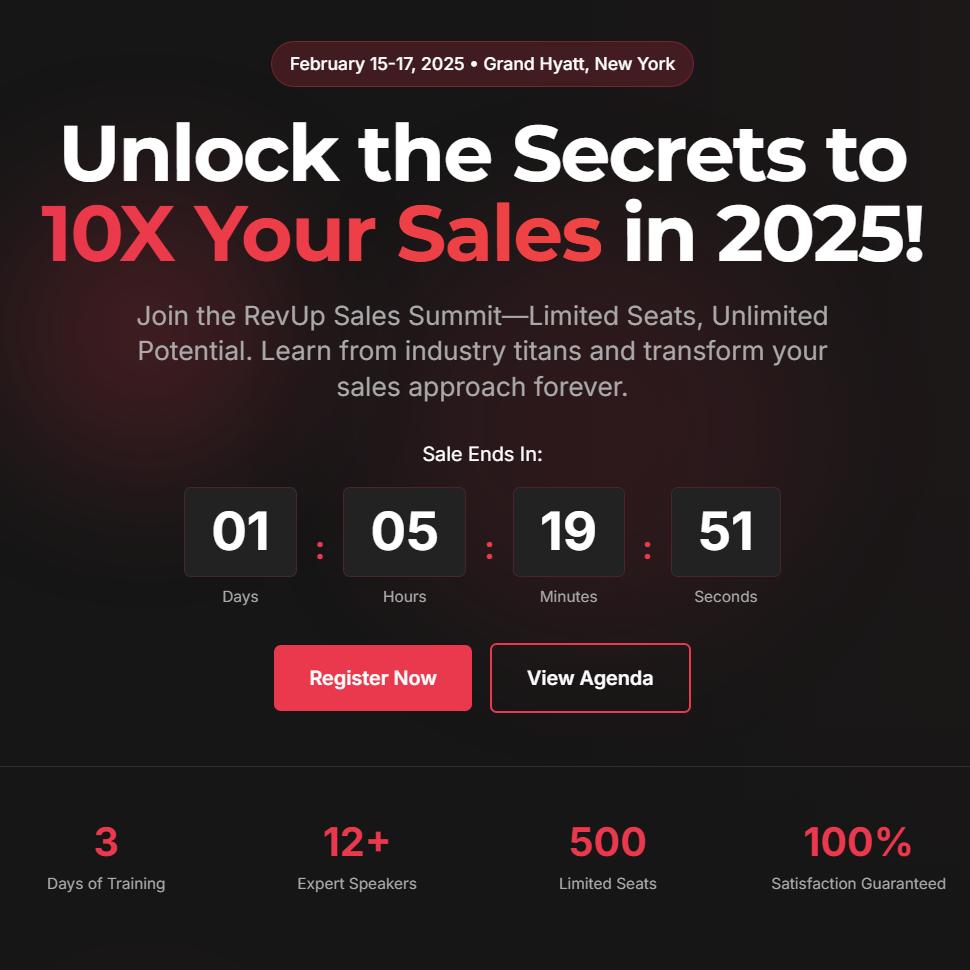 February 15-17, 2025 • Grand Hyatt, New York
Unlock the Secrets to
10X Your Sales in 2025!
Join the RevUp Sales Summit—Limited Seats, Unlimited
Potential. Learn from industry titans and transform your
sales approach forever.
Sale Ends In:
01 : 05 : 19 : 51
Days Hours Minutes Seconds
Register Now View Agenda
3 12+ 500 100%
Days of Training Expert Speakers Limited Seats Satisfaction Guaranteed